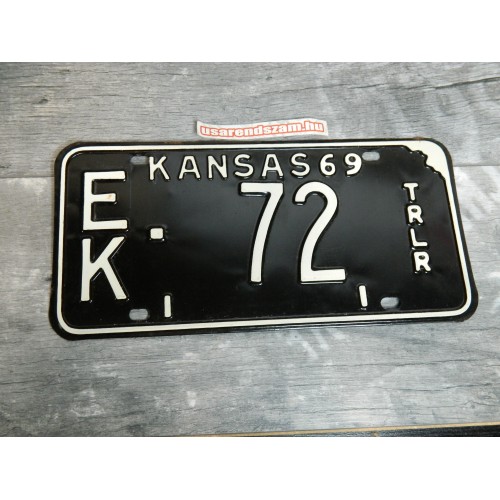 usarendszam.hu
KANSAS 69
EK 72 TRLR